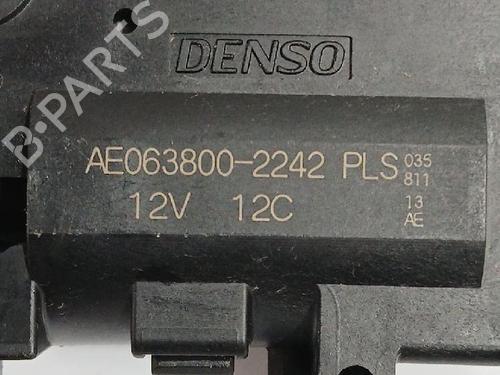 DENSO
B-PARTS
AE063800-2242 PLS 035
811
12V 12C 13
AE